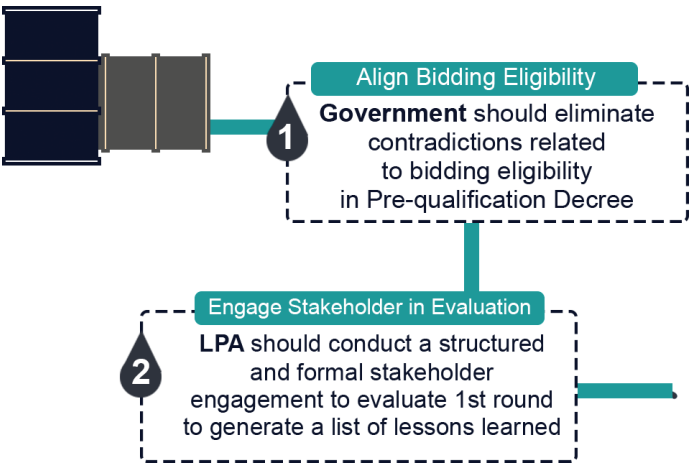 Align Bidding Eligibility
1
Government should eliminate
contradictions related
to bidding eligibility
in Pre-qualification Decree
Engage Stakeholder in Evaluation
2
LPA should conduct a structured
and formal stakeholder
engagement to evaluate 1st round
to generate a list of lessons learned